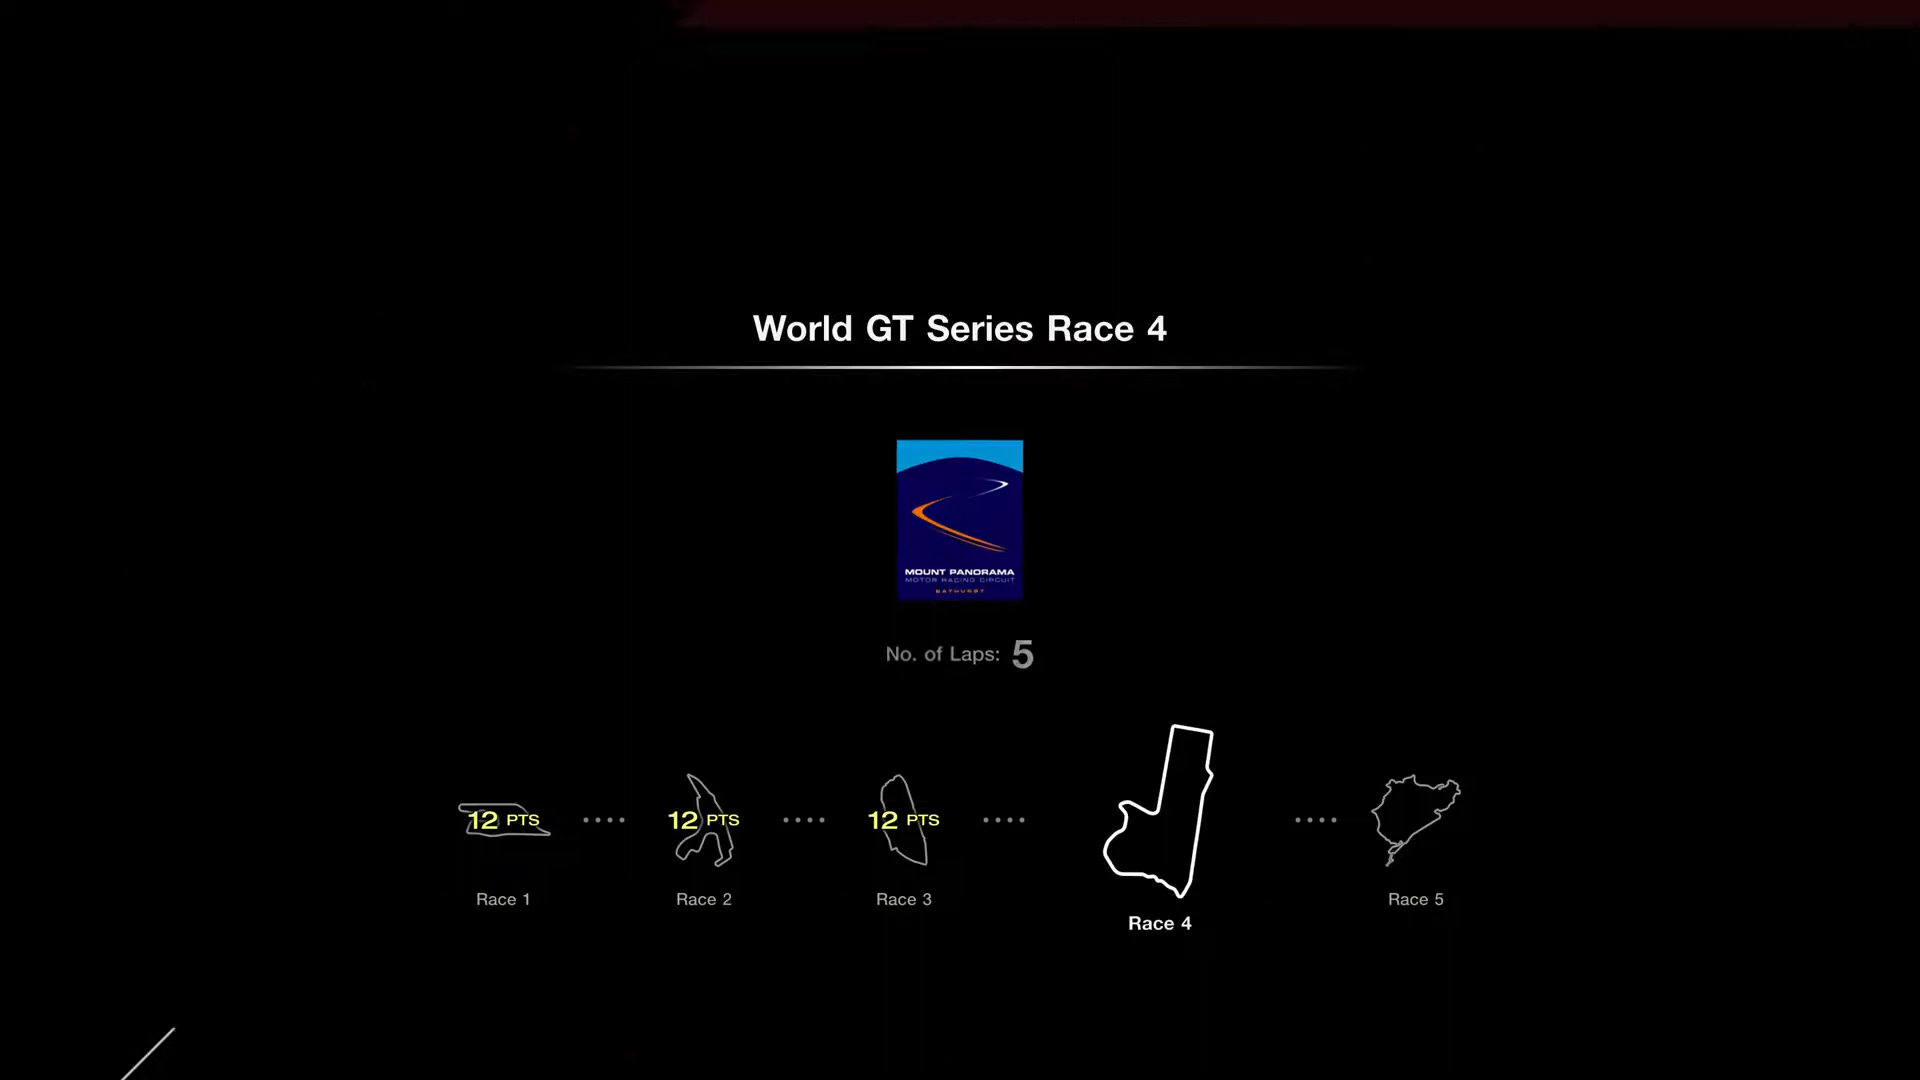 World GT Series Race 4
MOUNT PANORAMA
MOTOR RACING CIRCUIT
BATHURST
No. of Laps: 5
12 PTS
12 PTS
12 PTS
Race 1
Race 2
Race 3
Race 4
Race 5